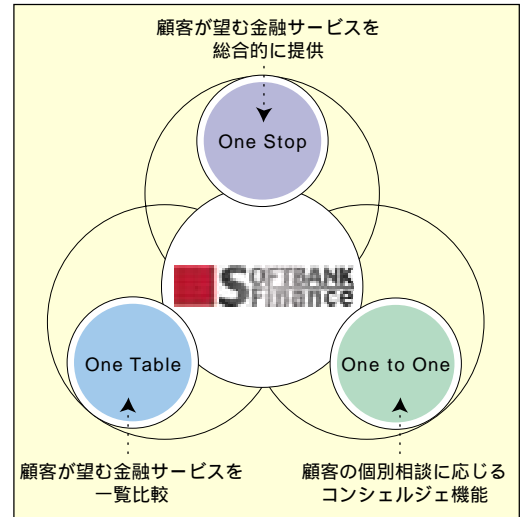 顧客が望む金融サービスを
総合的に提供
One Stop
SOFTBANK
Finance
One Table
One to One
顧客が望む金融サービスを
一覧比較
顧客の個別相談に応じる
コンシェルジェ機能